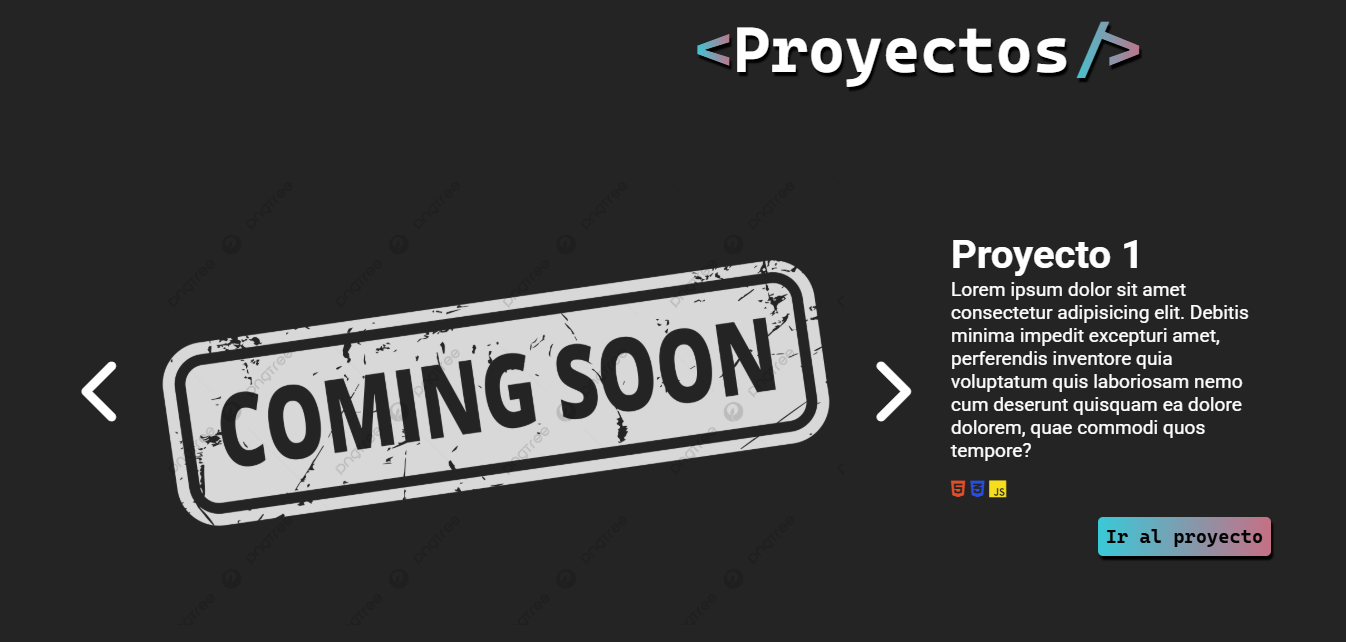 <Proyectos/>
COMING SOON
Proyecto 1
Lorem ipsum dolor sit amet
consectetur adipisicing elit. Debitis
minima impedit excepturi amet,
perferendis inventore quia
voluptatum quis laboriosam nemo
cum deserunt quisquam ea dolore
dolorem, quae commodi quos
tempore?
5 3 JS
Ir al proyecto
pngtree